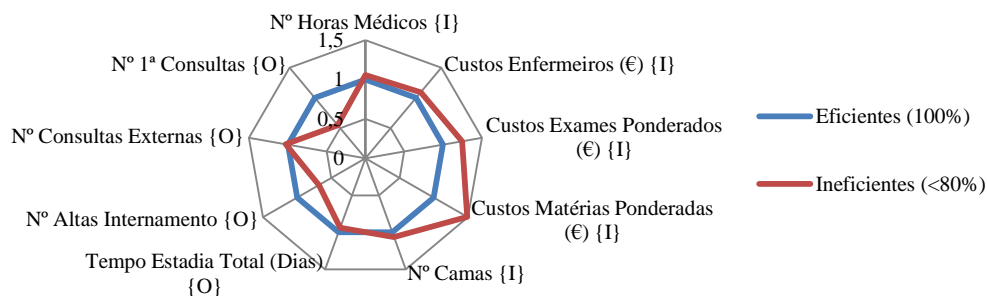 Nº Horas Médicos {I}
1,5
Nº 1ª Consultas {O}
Custos Enfermeiros (€) {I}
1
Eficientes (100%)
Nº Consultas Externas {O}
0,5
Custos Exames Ponderados
(€) {I}
0
Ineficientes (<80%)
Nº Altas Internamento {O}
Custos Matérias Ponderadas
(€) {I}
Tempo Estadia Total (Dias)
{O}
Nº Camas {I}